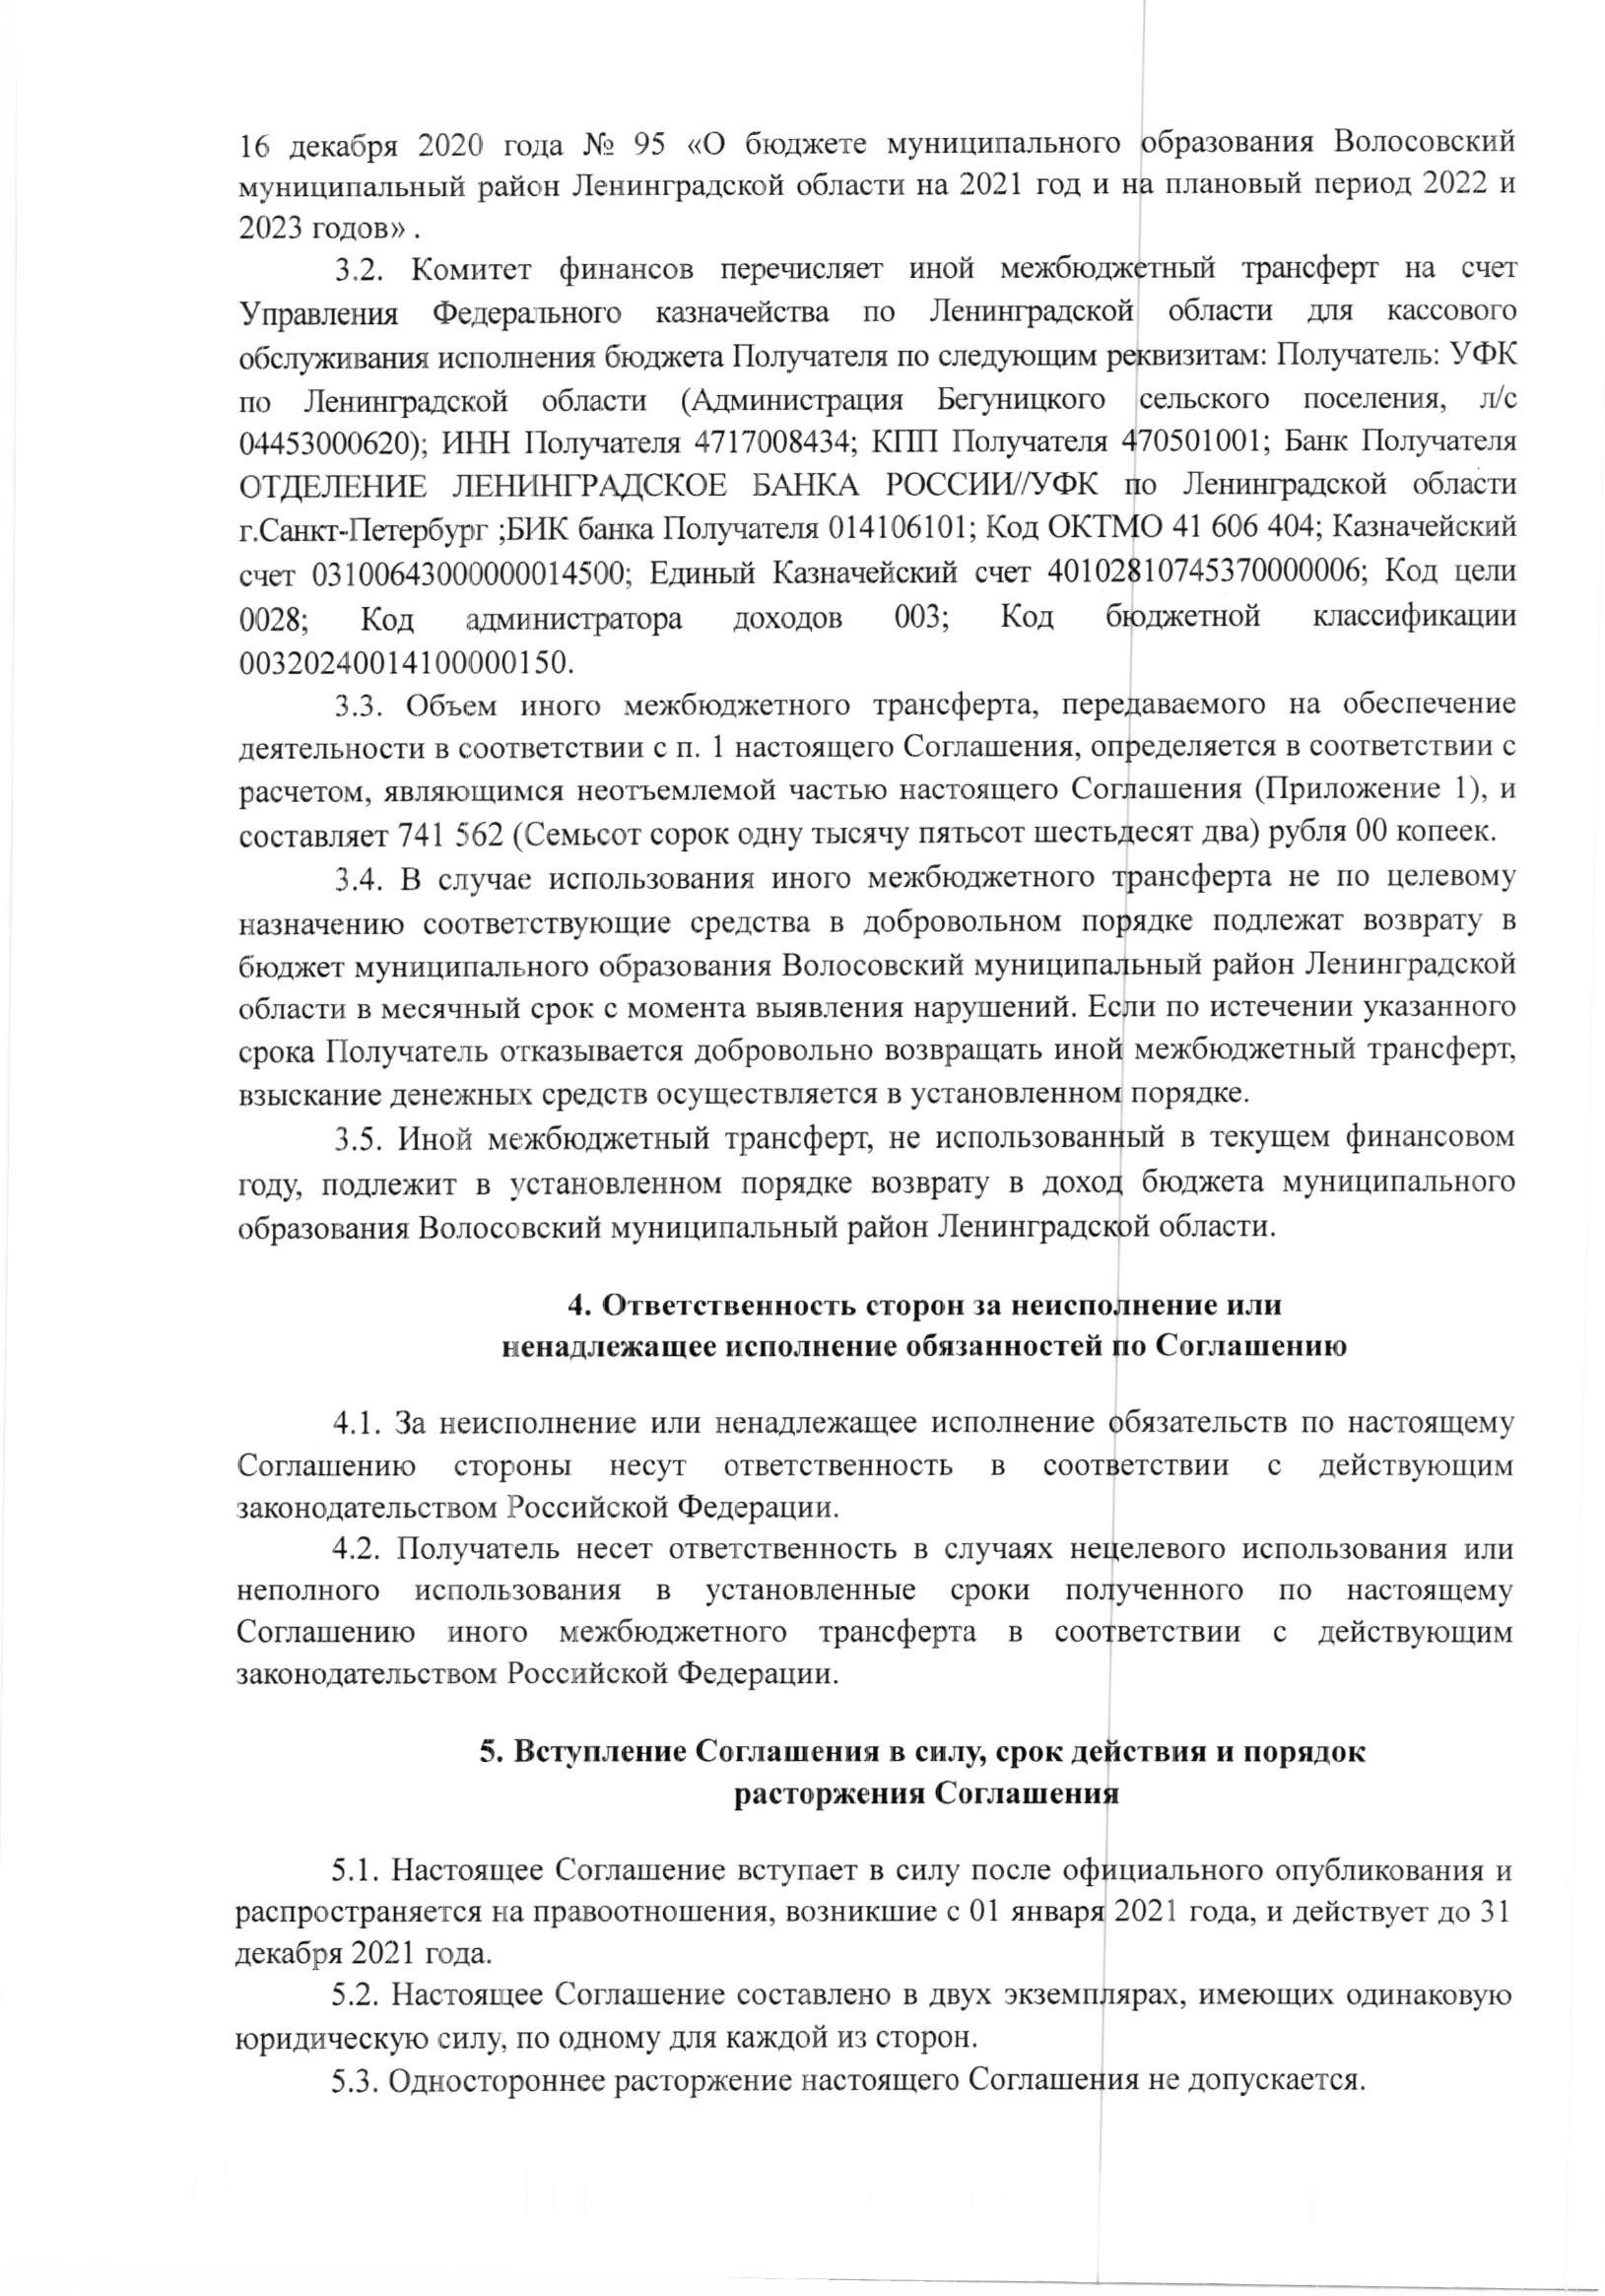 16 декабря 2020 года № 95 «О бюджете муниципального образования Волосовский
муниципальный район Ленинградской области на 2021 год и на плановый период 2022 и
2023 годов» .
3.2. Комитет финансов перечисляет иной межбюджетный трансферт на счет
Управления Федерального казначейства по Ленинградской области для кассового
обслуживания исполнения бюджета Получателя по следующим реквизитам: Получатель: УФК
по Ленинградской области (Администрация Бегуницкого сельского поселения, л/с
04453000620); ИНН Получателя 4717008434; КПП Получателя 470501001; Банк Получателя
ОТДЕЛЕНИЕ ЛЕНИНГРАДСКОЕ БАНКА РОССИИ//УФК по Ленинградской области
г.Санкт-Петербург ;БИК банка Получателя 014106101; Код ОКТМО 41 606 404; Казначейский
счет 03100643000000014500; Единый Казначейский счет 40102810745370000006; Код цели
0028; Код администратора доходов 003; Код бюджетной классификации
00320240014100000150.
3.3. Объем иного межбюджетного трансферта, передаваемого на обеспечение
деятельности в соответствии с п. 1 настоящего Соглашения, определяется в соответствии с
расчетом, являющимся неотъемлемой частью настоящего Соглашения (Приложение 1), и
составляет 741 562 (Семьсот сорок одну тысячу пятьсот шестьдесят два) рубля 00 копеек.
3.4. В случае использования иного межбюджетного трансферта не по целевому
назначению соответствующие средства в добровольном порядке подлежат возврату в
бюджет муниципального образования Волосовский муниципальный район Ленинградской
области в месячный срок с момента выявления нарушений. Если по истечении указанного
срока Получатель отказывается добровольно возвращать иной межбюджетный трансферт,
взыскание денежных средств осуществляется в установленном порядке.
3.5. Иной межбюджетный трансферт, не использованный в текущем финансовом
году, подлежит в установленном порядке возврату в доход бюджета муниципального
образования Волосовский муниципальный район Ленинградской области.
4. Ответственность сторон за неисполнение или
ненадлежащее исполнение обязанностей по Соглашению
4.1. За неисполнение или ненадлежащее исполнение обязательств по настоящему
Соглашению стороны несут ответственность в соответствии с действующим
законодательством Российской Федерации.
4.2. Получатель несет ответственность в случаях нецелевого использования или
неполного использования в установленные сроки полученного по настоящему
Соглашению иного межбюджетного трансферта в соответствии с действующим
законодательством Российской Федерации.
5. Вступление Соглашения в силу, срок действия и порядок
расторжения Соглашения
5.1. Настоящее Соглашение вступает в силу после официального опубликования и
распространяется на правоотношения, возникшие с 01 января 2021 года, и действует до 31
декабря 2021 года.
5.2. Настоящее Соглашение составлено в двух экземплярах, имеющих одинаковую
юридическую силу, по одному для каждой из сторон.
5.3. Одностороннее расторжение настоящего Соглашения не допускается.